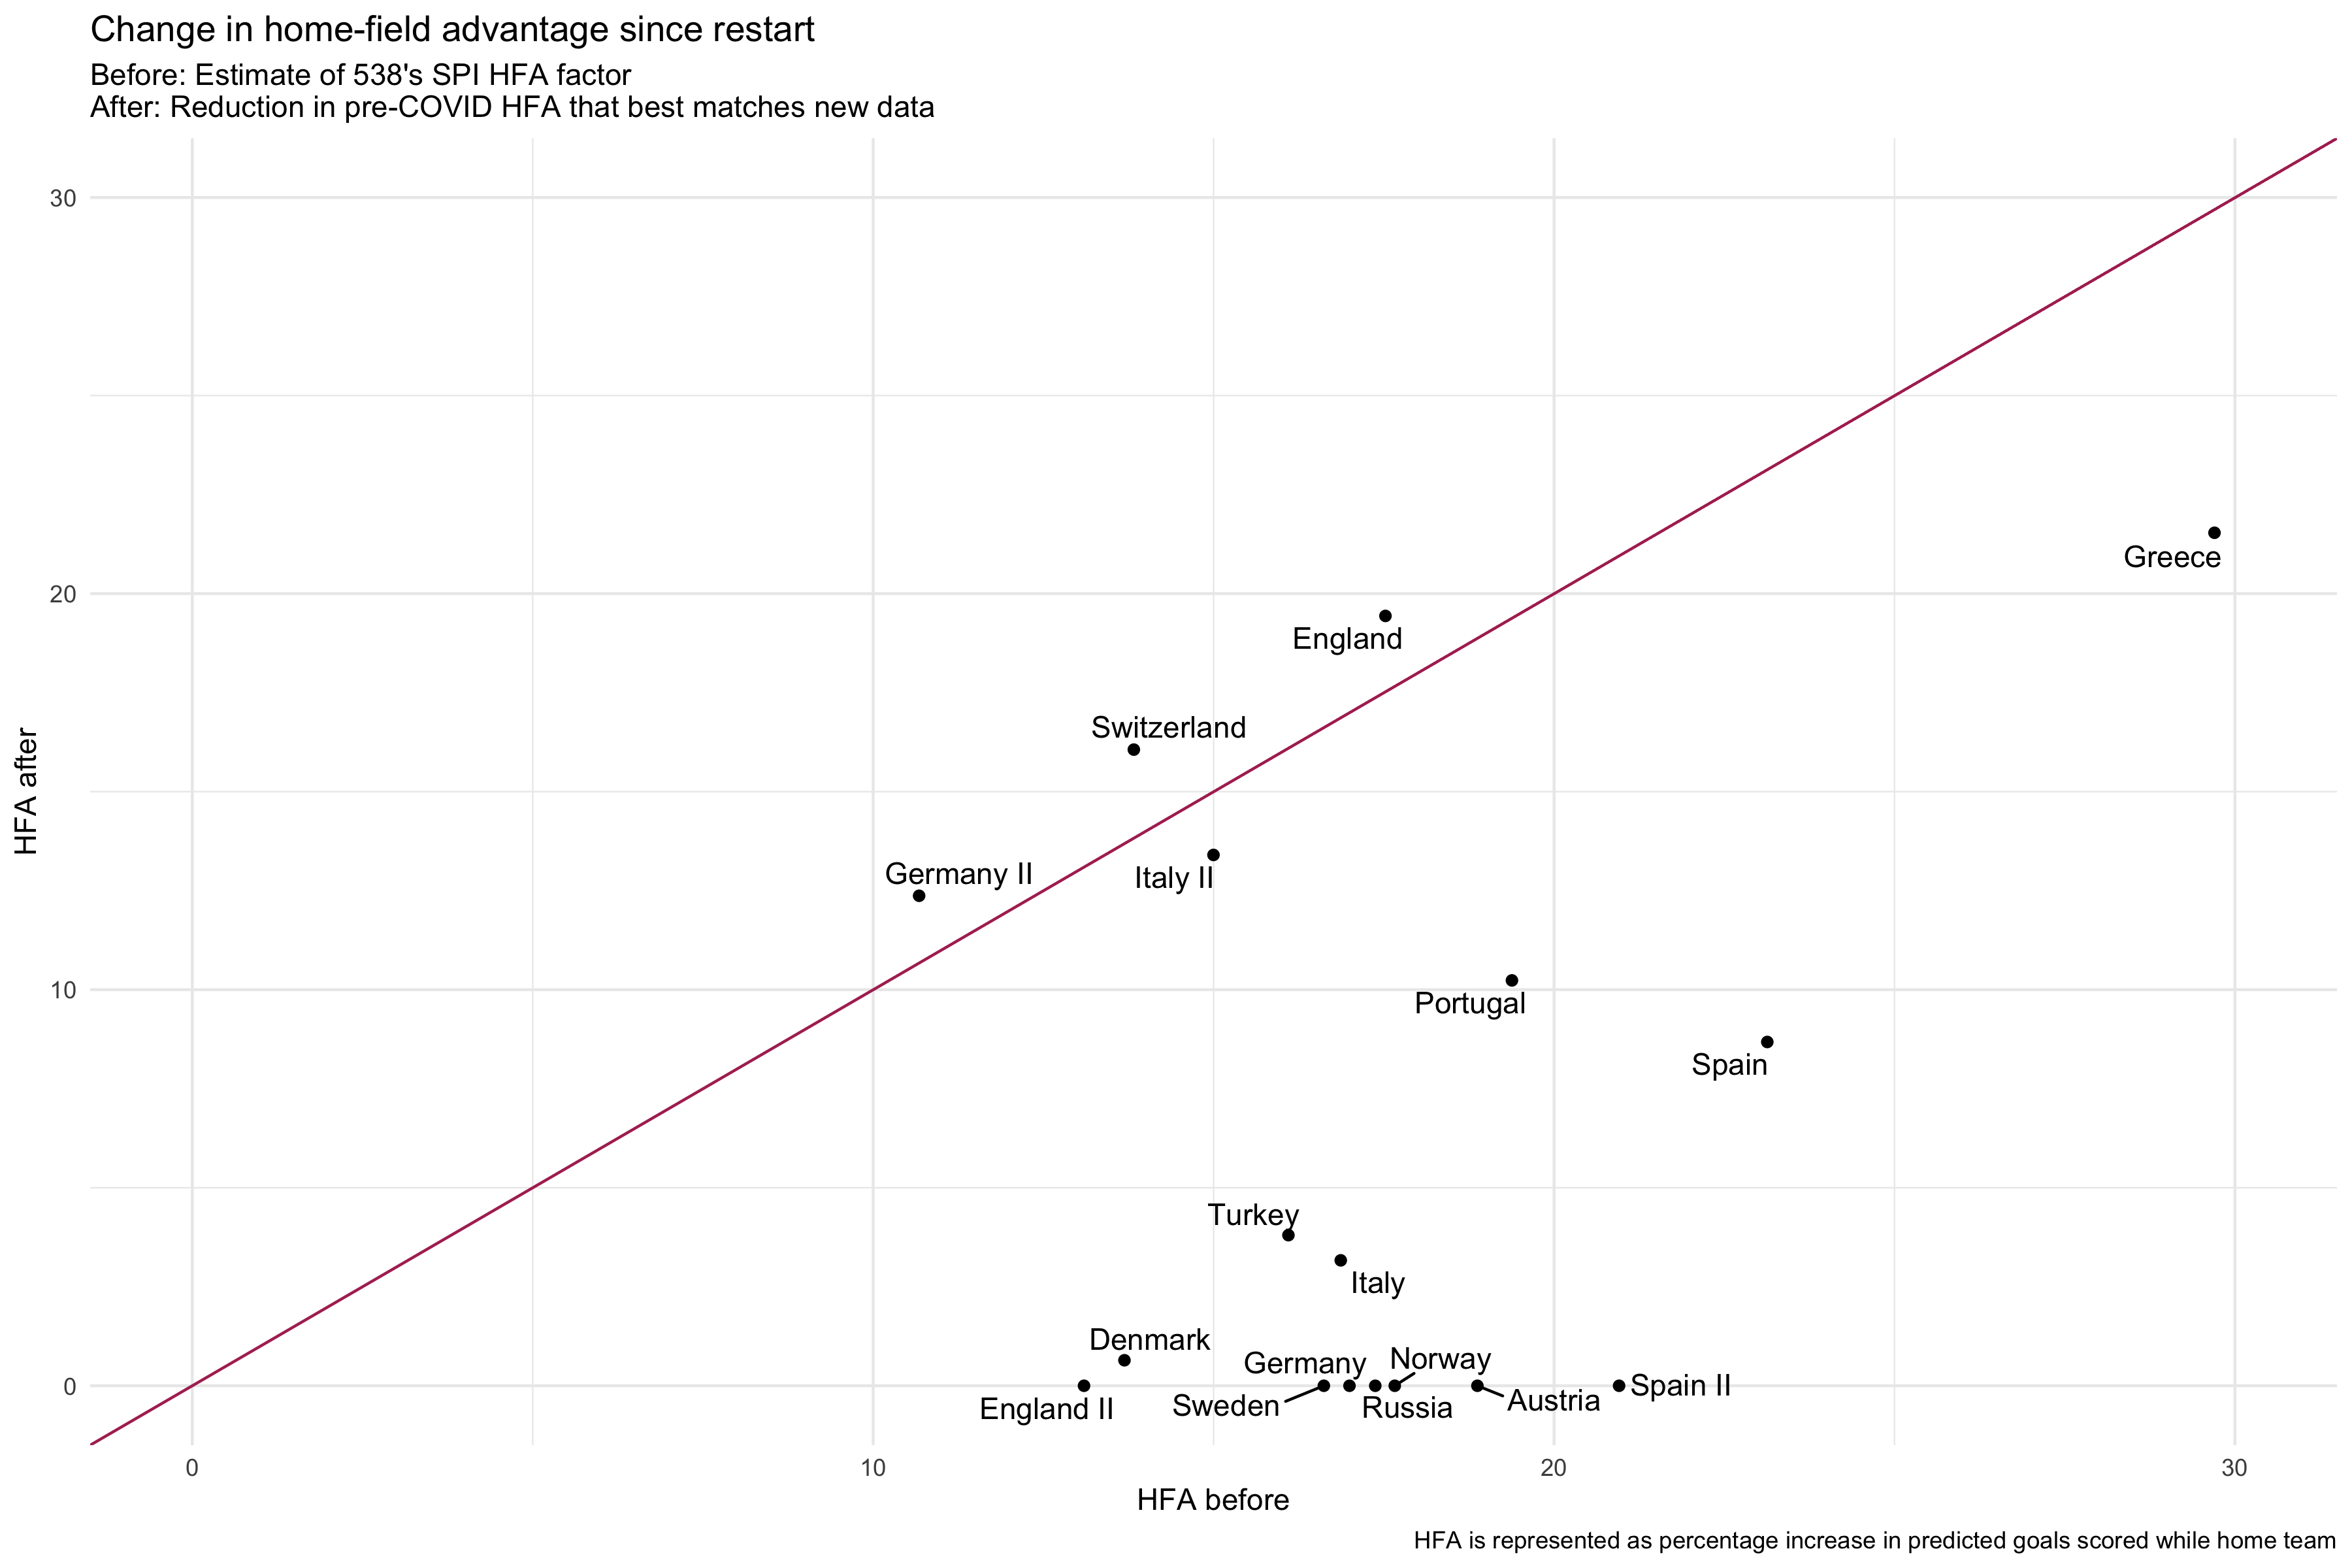 Change in home-field advantage since restart
Before: Estimate of 538's SPI HFA factor
After: Reduction in pre-COVID HFA that best matches new data
30
20
10
0
HFA after
Greece
England
Switzerland
Italy II
Germany II
Portugal
Spain
Turkey
Italy
Denmark
Germany
Norway
England II
Sweden
Russia
Austria
Spain II
0
10
20
30
HFA before
HFA is represented as percentage increase in predicted goals scored while home team